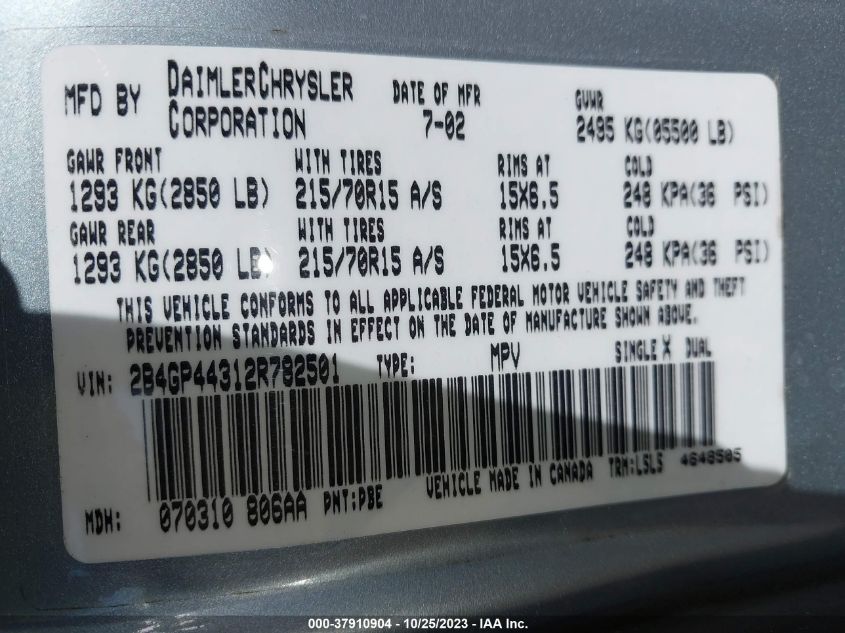 MFD BY DAIMLERCHRYSLER CORPORATION DATE OF MFR 7-02 GVWR 2495 KG(05500 LB)
GAWR FRONT WITH TIRES RIMS AT COLD
1293 KG(2850 LB) 215/70R15 A/S 15X6.5 248 KPA(36 PSI)
GAWR REAR WITH TIRES RIMS AT COLD
1293 KG(2850 LB) 215/70R15 A/S 15X6.5 248 KPA(36 PSI)
THIS VEHICLE CONFORMS TO ALL APPLICABLE FEDERAL MOTOR VEHICLE SAFETY AND THEFT
PREVENTION STANDARDS IN EFFECT ON THE DATE OF MANUFACTURE SHOWN ABOVE.
VIN: 2B4GP44312R782501 TYPE: MPV SINGLE X DUAL
MDH: 070310 806AA PNT:PBE VEHICLE MADE IN CANADA TRM:LSL5 4648505
000-37910904 - 10/25/2023 - IAA Inc.